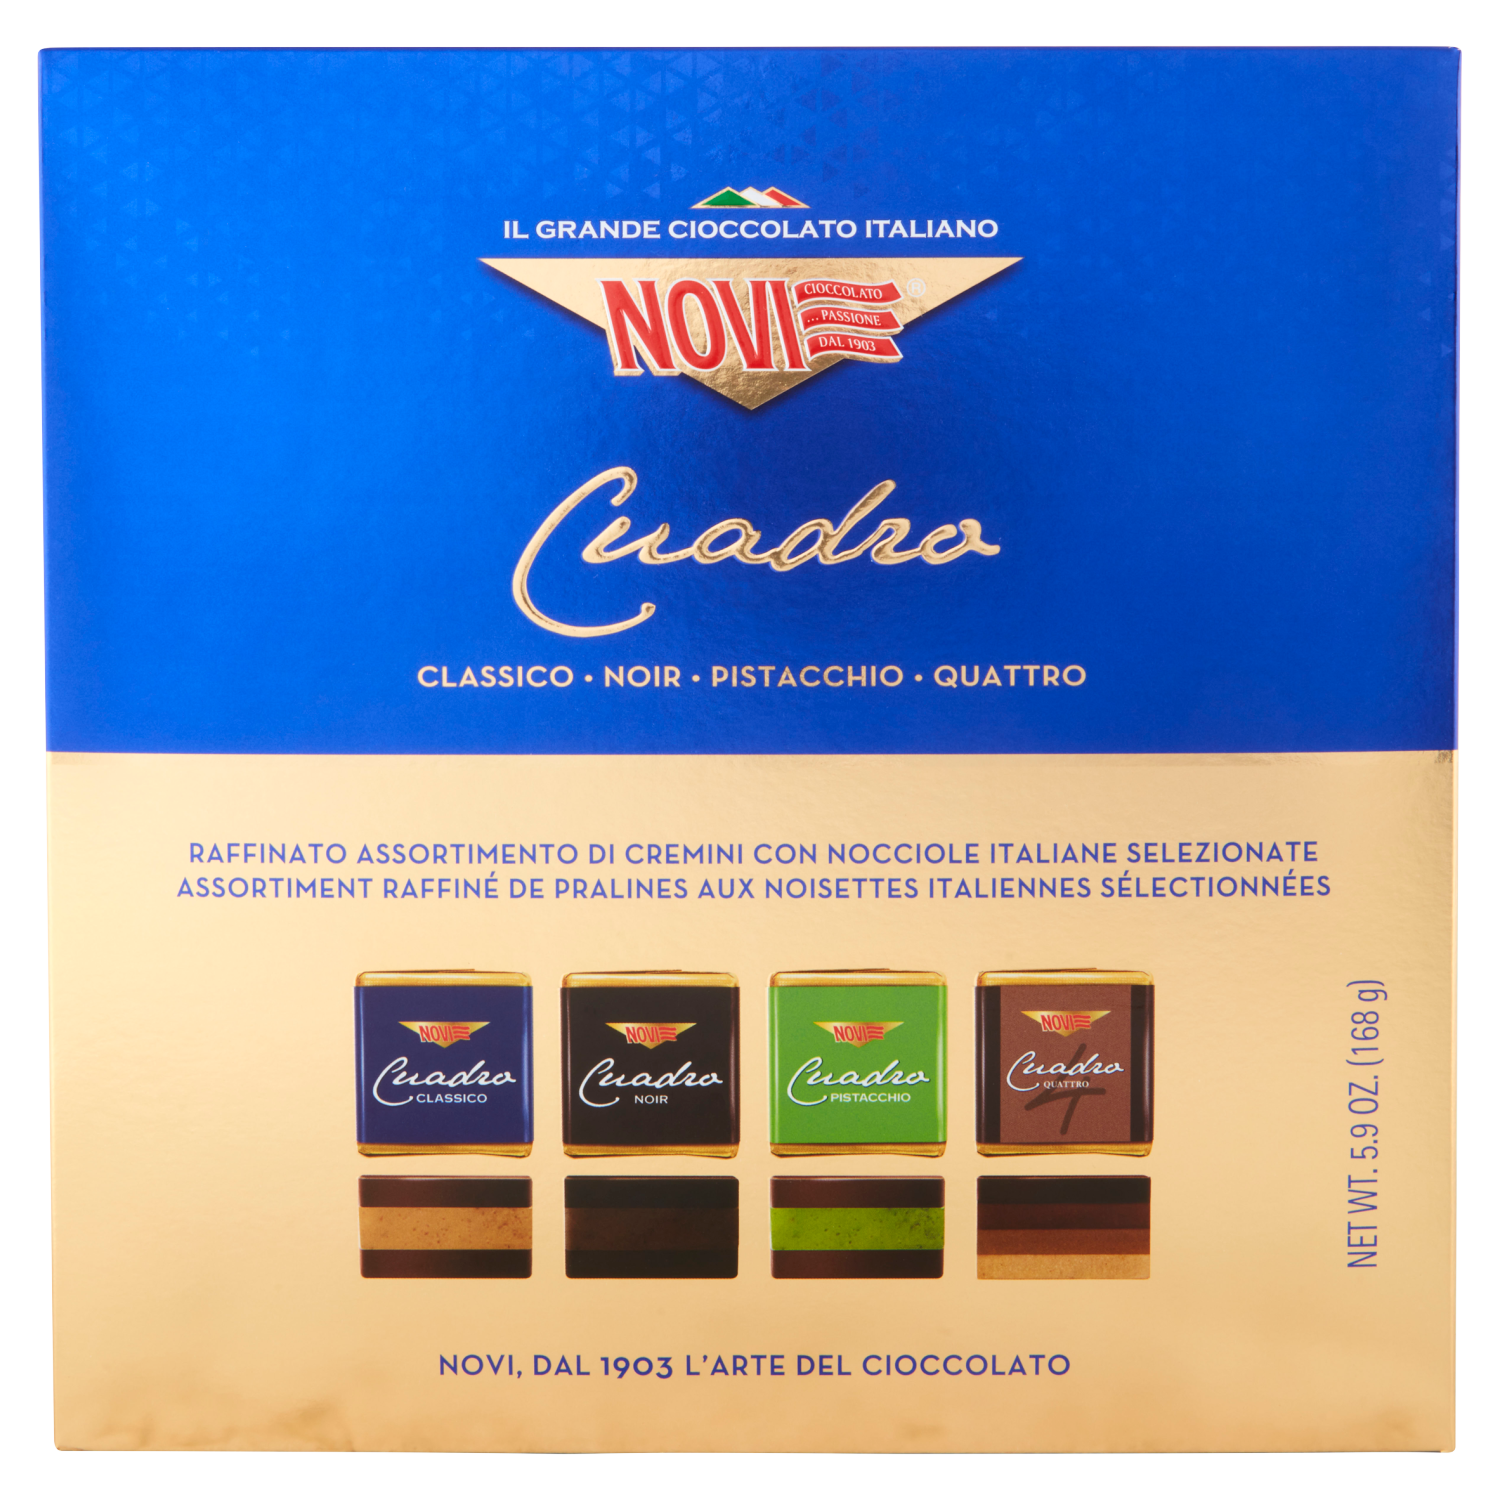 IL GRANDE CIOCCOLATO ITALIANO
NOVI
CIOCCOLATO
... PASSIONE
DAL 1903
®
Cuadro
CLASSICO • NOIR • PISTACCHIO • QUATTRO
RAFFINATO ASSORTIMENTO DI CREMINI CON NOCCIOLE ITALIANE SELEZIONATE
ASSORTIMENT RAFFINÉ DE PRALINES AUX NOISETTES ITALIENNES SÉLECTIONNÉES
NOVI
Cuadro
CLASSICO
NOVI
Cuadro
NOIR
NOVI
Cuadro
PISTACCHIO
NOVI
Cuadro
QUATTRO
4
NET WT. 5.9 OZ. (168 g)
NOVI, DAL 1903 L'ARTE DEL CIOCCOLATO